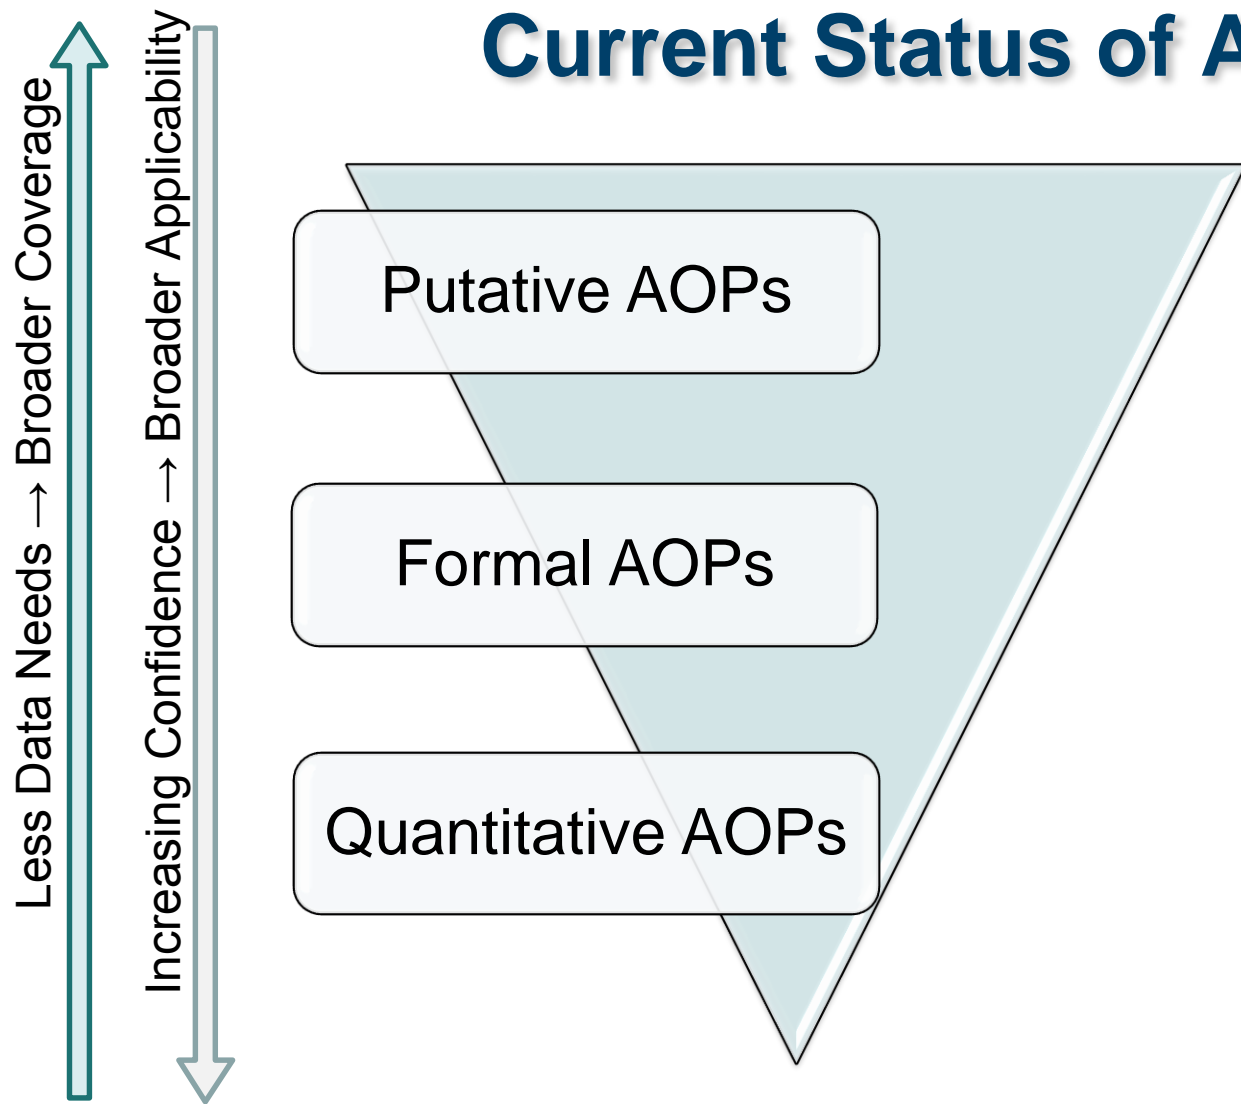 Current Status of A
Less Data Needs → Broader Coverage
Increasing Confidence → Broader Applicability
Putative AOPs
Formal AOPs
Quantitative AOPs